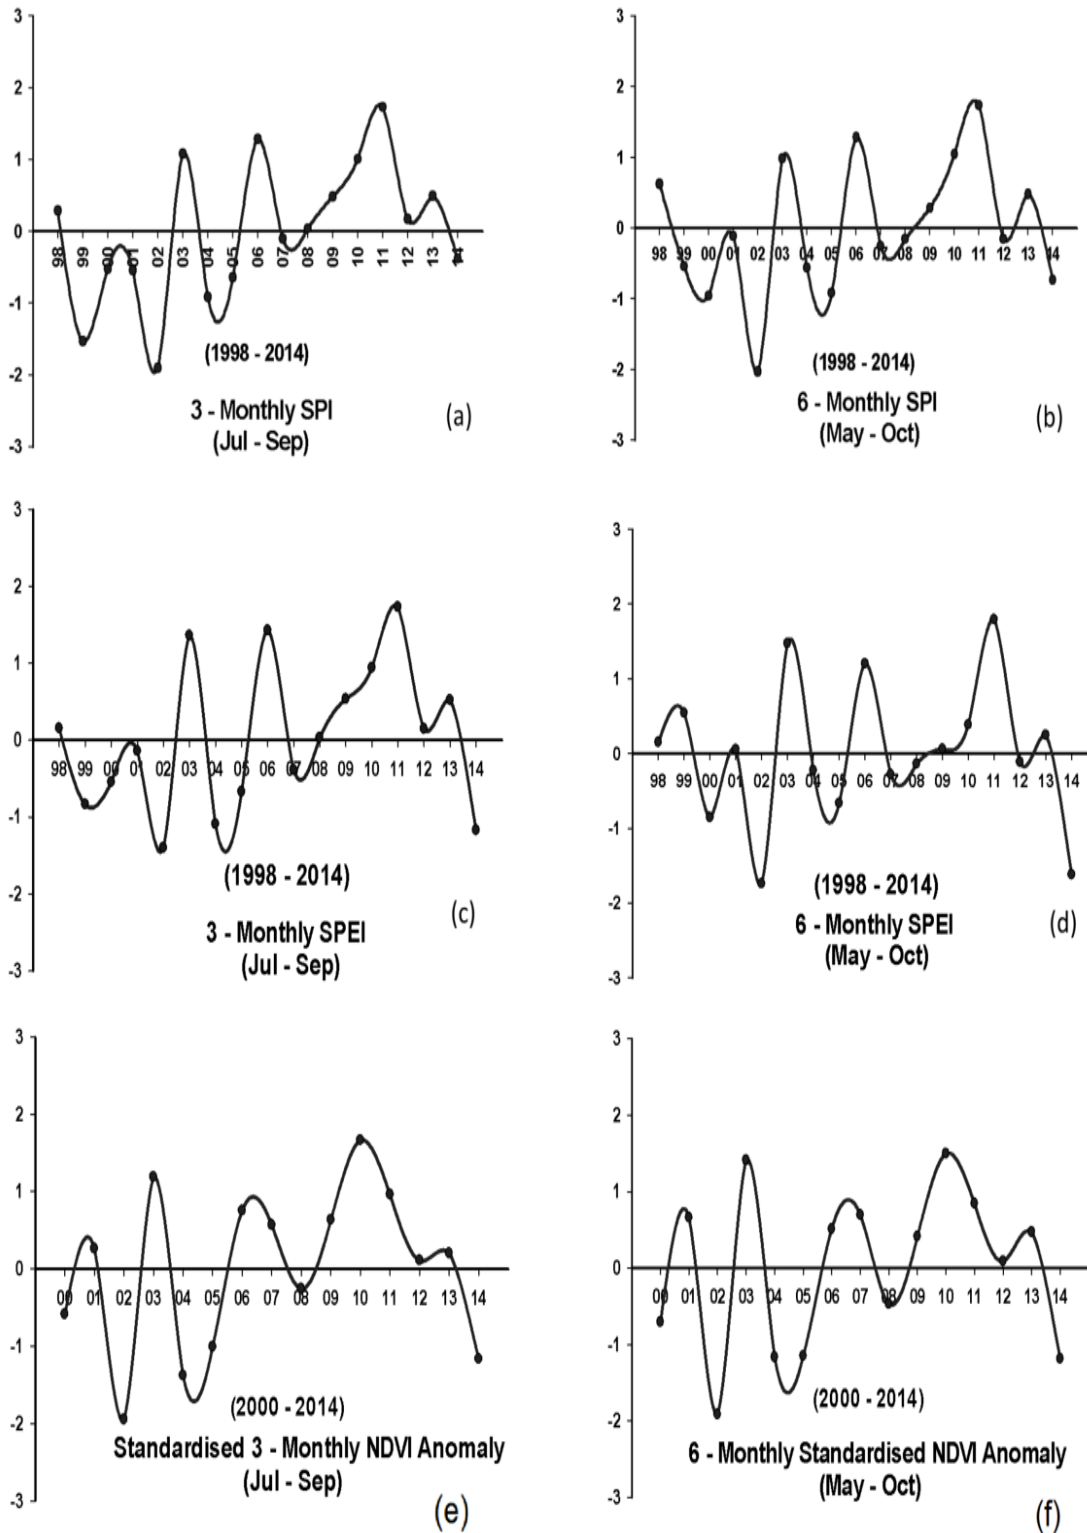 3
2
1
0
-1
-2
-3
98 99 00 01 02 03 04 05 06 07 08 09 10 11 12 13 14
(1998 - 2014)
3 - Monthly SPI
(Jul - Sep)
(a)
3
2
1
0
-1
-2
-3
98 99 00 01 02 03 04 05 06 07 08 09 10 11 12 13 14
(1998 - 2014)
6 - Monthly SPI
(May - Oct)
(b)
3
2
1
0
-1
-2
-3
98 99 00 01 02 03 04 05 06 07 08 09 10 11 12 13 14
(1998 - 2014)
3 - Monthly SPEI
(Jul - Sep)
(c)
3
2
1
0
-1
-2
-3
98 99 00 01 02 03 04 05 06 07 08 09 10 11 12 13 14
(1998 - 2014)
6 - Monthly SPEI
(May - Oct)
(d)
3
2
1
0
-1
-2
-3
00 01 02 03 04 05 06 07 08 09 10 11 12 13 14
(2000 - 2014)
Standardised 3 - Monthly NDVI Anomaly
(Jul - Sep)
(e)
3
2
1
0
-1
-2
-3
00 01 02 03 04 05 06 07 08 09 10 11 12 13 14
(2000 - 2014)
6 - Monthly Standardised NDVI Anomaly
(May - Oct)
(f)